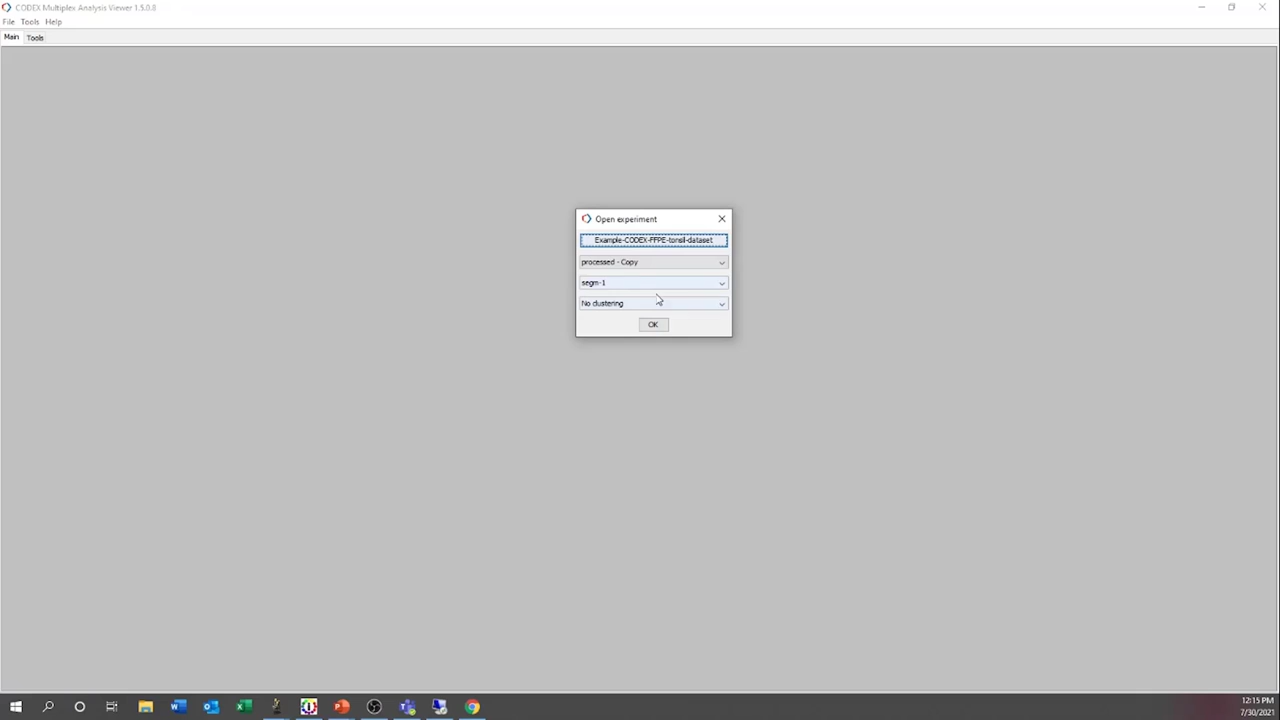 CODEX Multiplex Analysis Viewer 1.5.0.8
File Tools Help
Main Tools
Open experiment
Example-CODEX-FFPE-tonsil-dataset
processed - Copy
segm-1
No clustering
OK
12:15 PM
7/30/2021